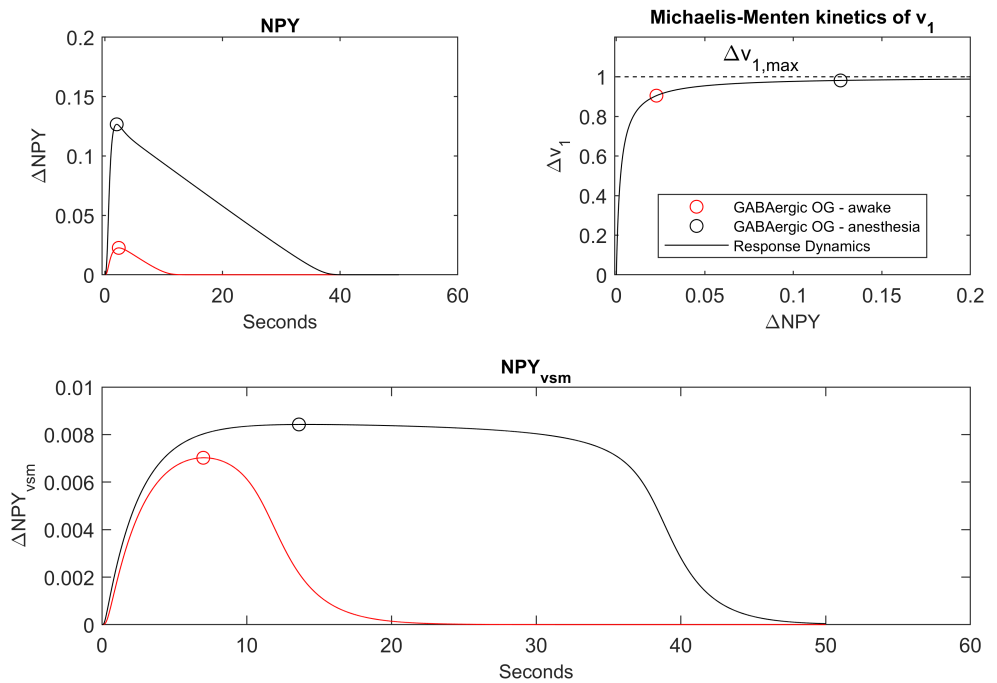 NPY
0.2
0.15
0.1
0.05
0
ΔNPY
0 20 40 60
Seconds
Michaelis-Menten kinetics of v1
Δv1,max
1
0.8
0.6
0.4
0.2
0
Δv1
GABAergic OG - awake
GABAergic OG - anesthesia
Response Dynamics
0 0.05 0.1 0.15 0.2
ΔNPY
NPYvsm
0.01
0.008
0.006
0.004
0.002
0
ΔNPYvsm
0 10 20 30 40 50 60
Seconds